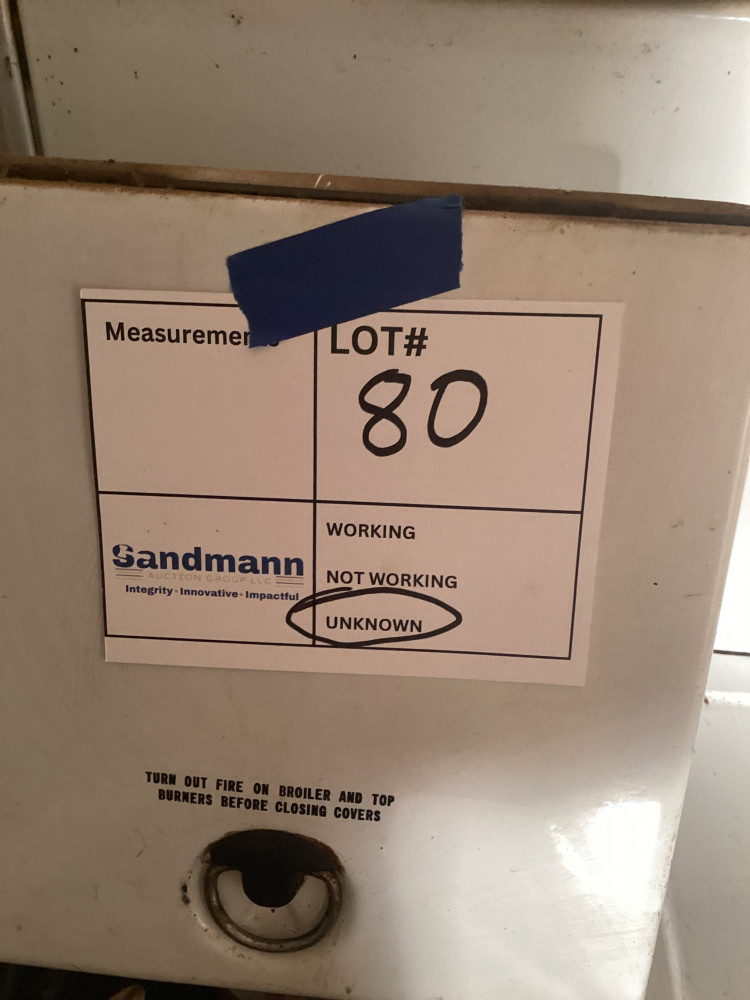 Measurements
LOT#
80
Sandmann
AUCTION GROUP LLC
Integrity • Innovative • Impactful
WORKING
NOT WORKING
UNKNOWN
TURN OUT FIRE ON BROILER AND TOP
BURNERS BEFORE CLOSING COVERS